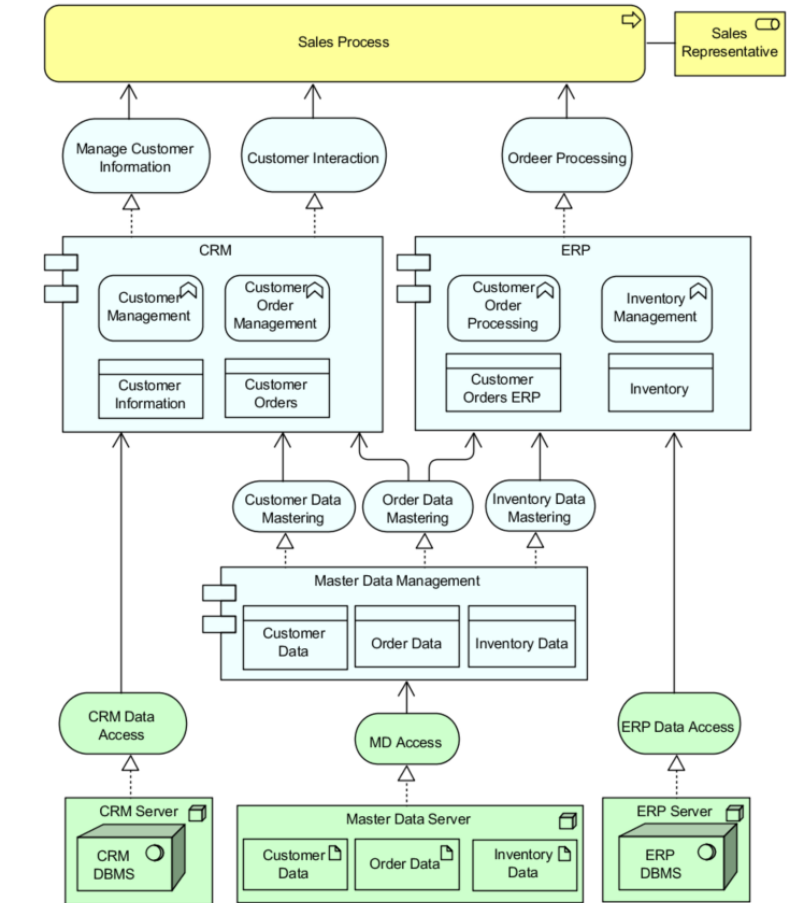 Sales Process
Sales
Representative
Manage Customer
Information
Customer Interaction
Ordeer Processing
CRM
Customer
Management
Customer
Order
Management
Customer
Information
Customer
Orders
ERP
Customer
Order
Processing
Inventory
Management
Customer
Orders ERP
Inventory
Customer Data
Mastering
Order Data
Mastering
Inventory Data
Mastering
Master Data Management
Customer
Data
Order Data
Inventory Data
CRM Data
Access
MD Access
ERP Data Access
CRM Server
CRM
DBMS
Master Data Server
Customer
Data
Order Data
Inventory
Data
ERP Server
ERP
DBMS